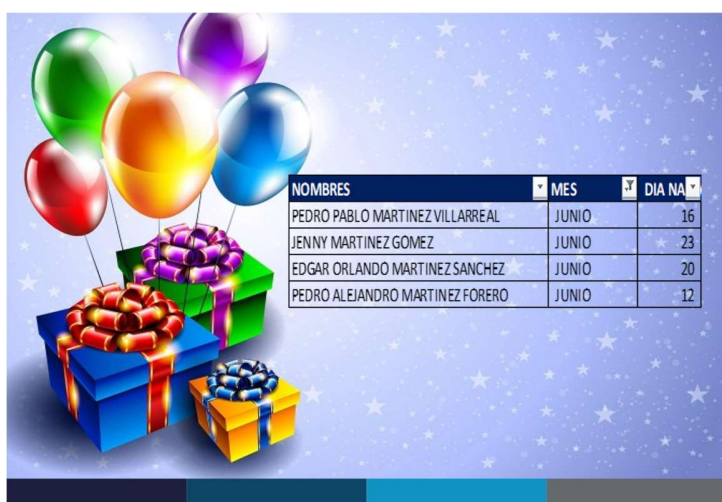 NOMBRES MES DIA NA
PEDRO PABLO MARTINEZ VILLARREAL JUNIO 16
JENNY MARTINEZ GOMEZ JUNIO 23
EDGAR ORLANDO MARTINEZ SANCHEZ JUNIO 20
PEDRO ALEJANDRO MARTINEZ FORERO JUNIO 12